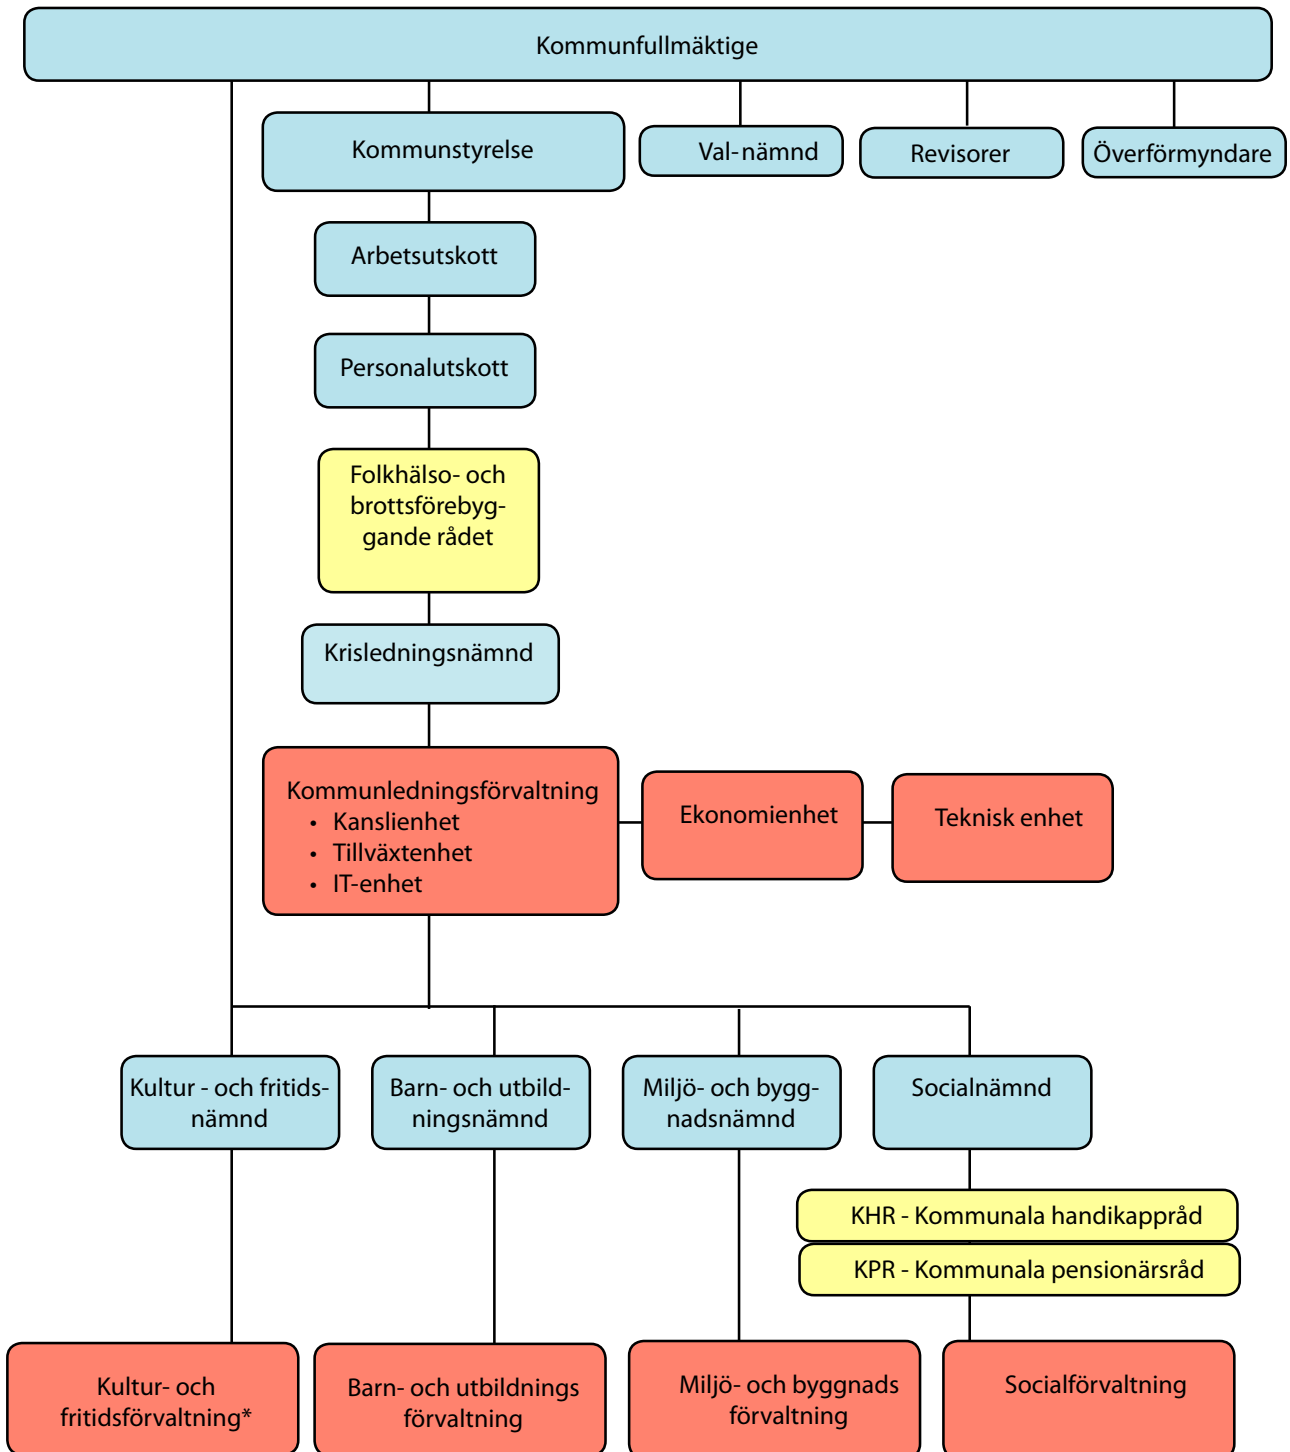 Kommunfullmäktige
Kommunstyrelse
Val-nämnd
Revisorer
Överförmyndare
Arbetsutskott
Personalutskott
Folkhälso- och
brottsförebyg-
gande rådet
Krisledningsnämnd
Kommunledningsförvaltning
• Kanslienhet
• Tillväxtenhet
• IT-enhet
Ekonomienhet
Teknisk enhet
Kultur - och fritids-
nämnd
Barn- och utbild-
ningsnämnd
Miljö- och bygg-
nadsnämnd
Socialnämnd
KHR - Kommunala handikappråd
KPR - Kommunala pensionärsråd
Kultur- och
fritidsförvaltning*
Barn- och utbildnings
förvaltning
Miljö- och byggnads
förvaltning
Socialförvaltning